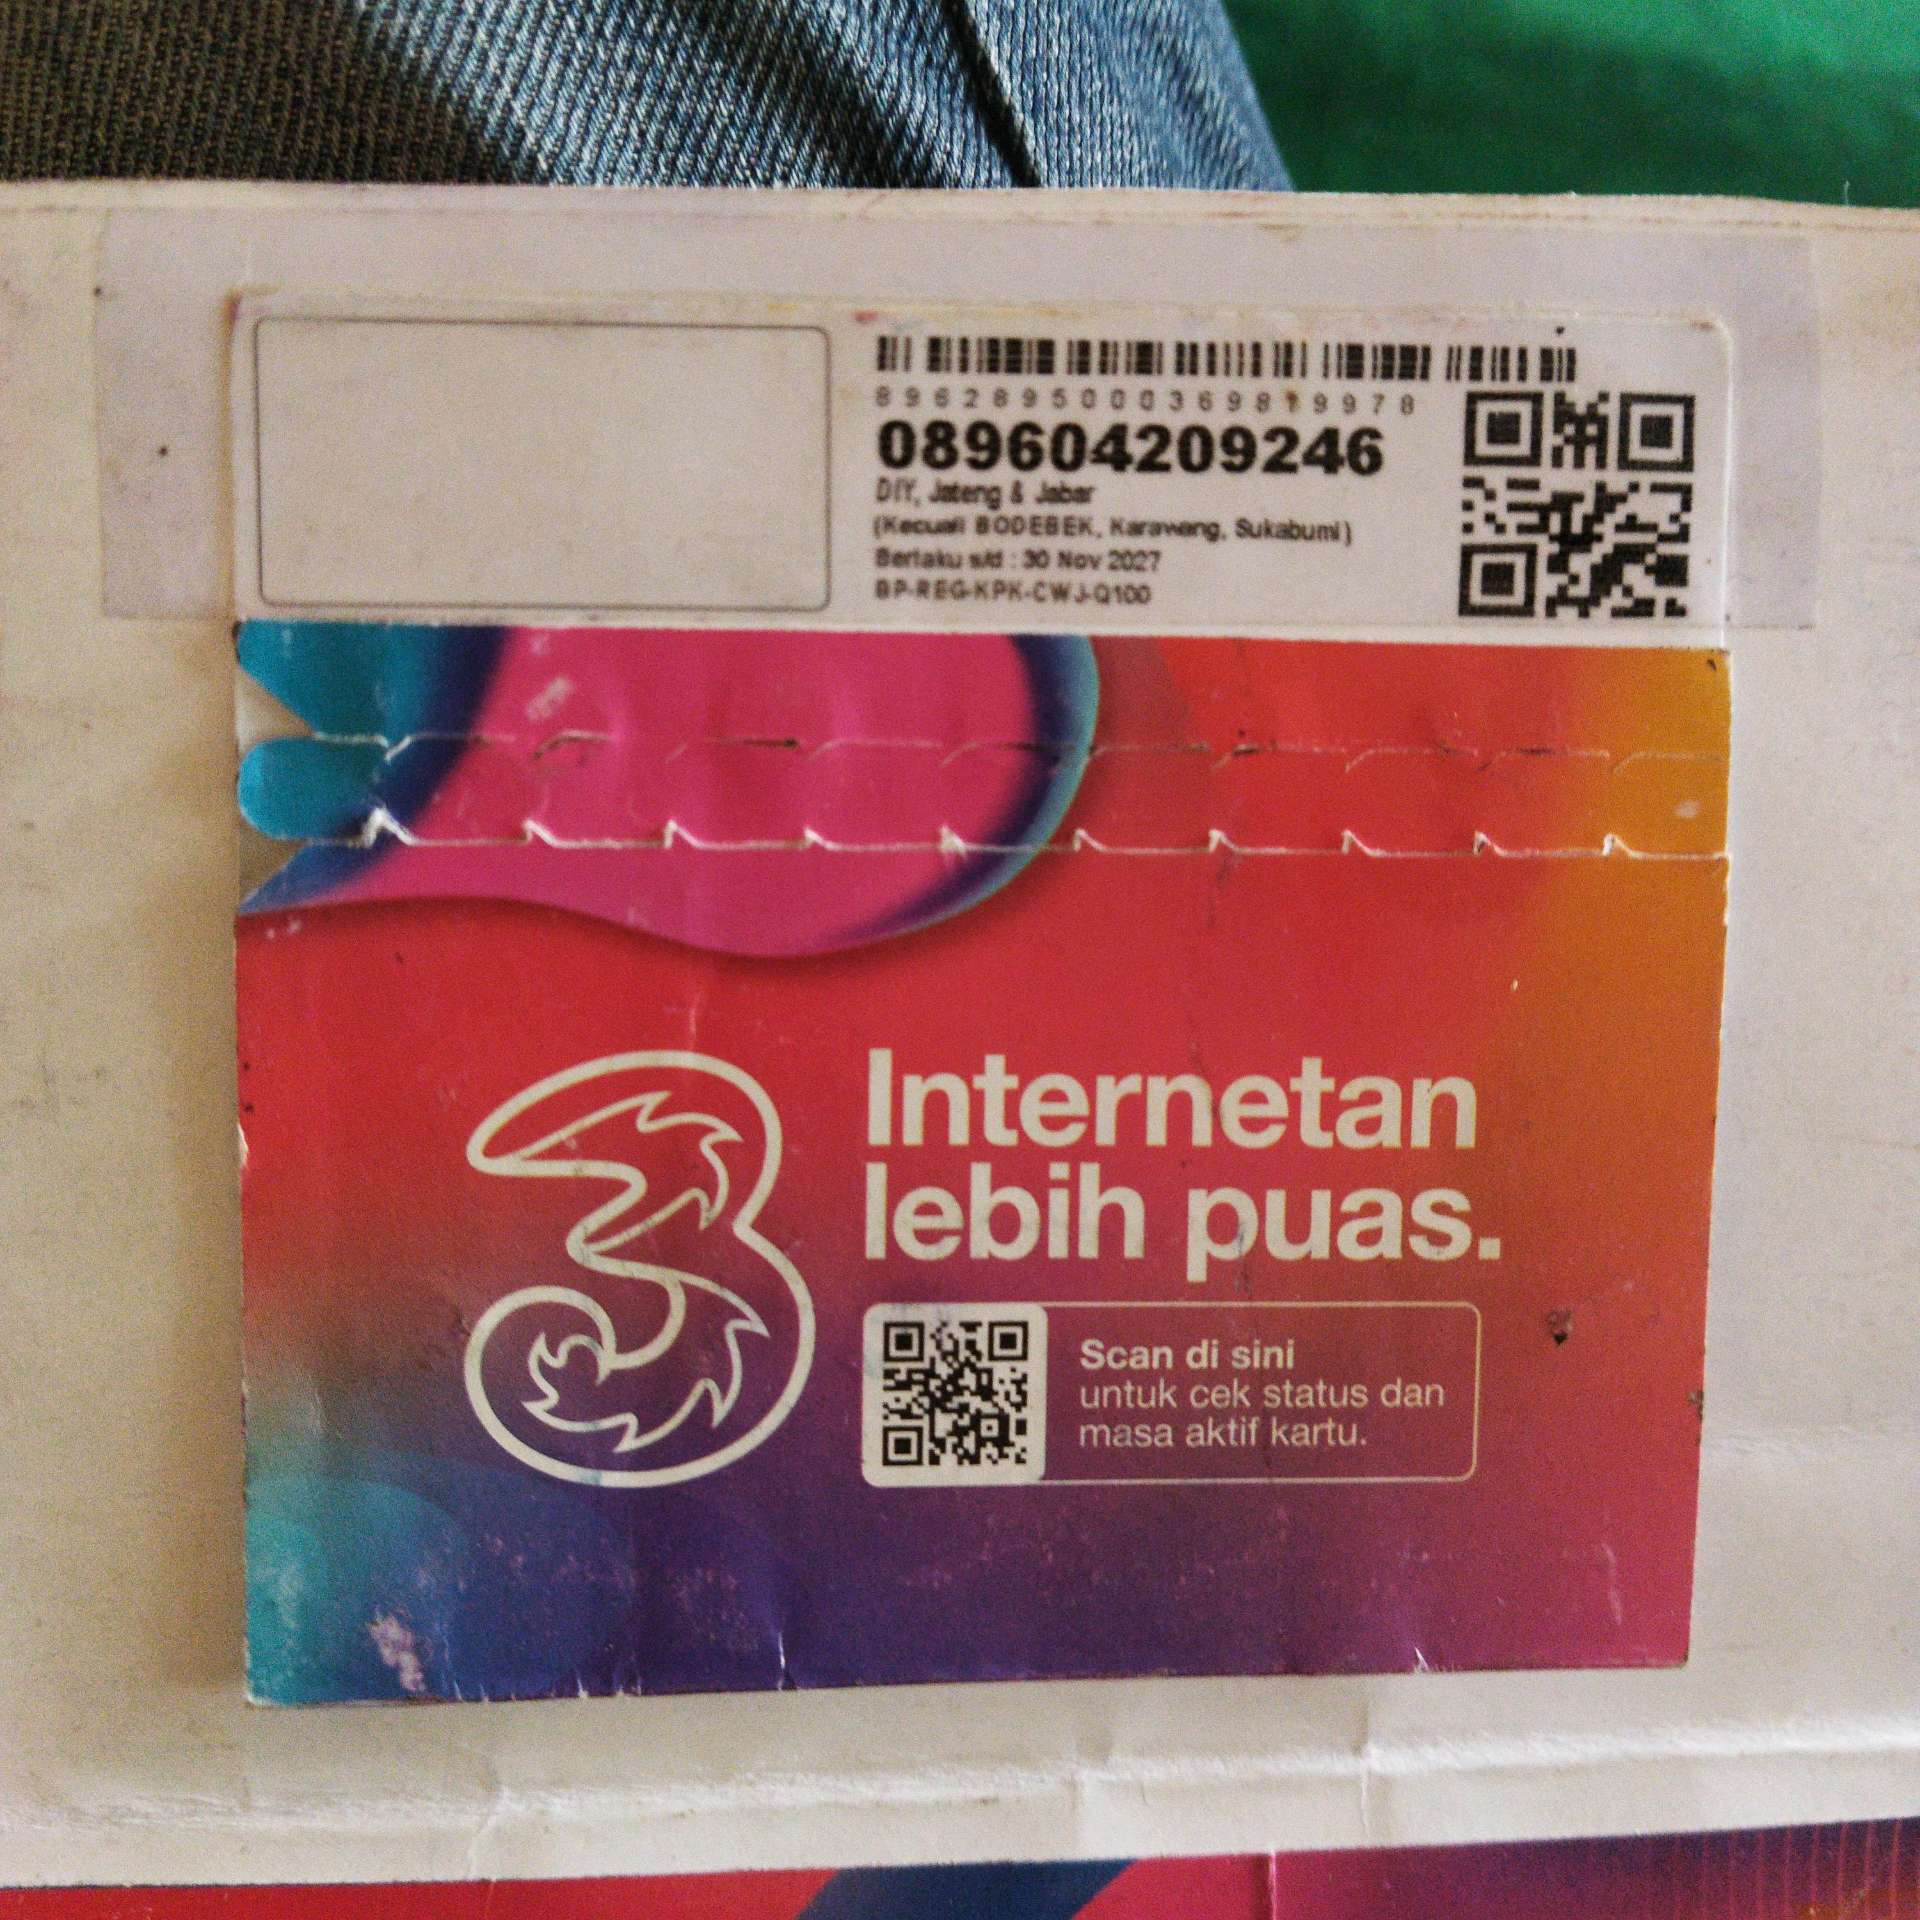 8962895000369819978
089604209246
DIY, Jateng & Jabar
(Kecuali BODEBEK, Karawang, Sukabumi)
Berlaku s/d : 30 Nov 2027
BP-REG-KPK-CWJ-Q100
3
Internetan
lebih puas.
Scan di sini
untuk cek status dan
masa aktif kartu.